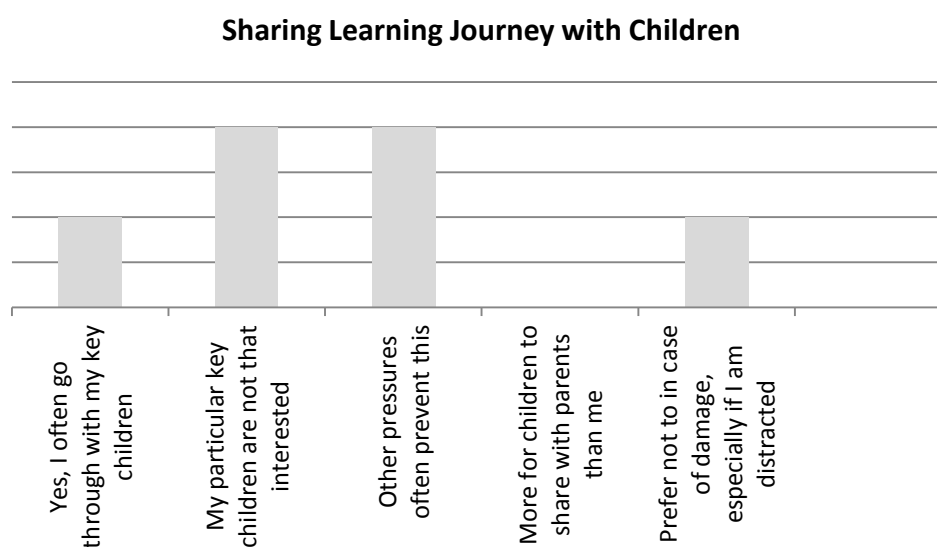 Sharing Learning Journey with Children
Yes, I often go
through with my key
children
My particular key
children are not that
interested
Other pressures
often prevent this
More for children to
share with parents
than me
Prefer not to in case
of damage,
especially if I am
distracted